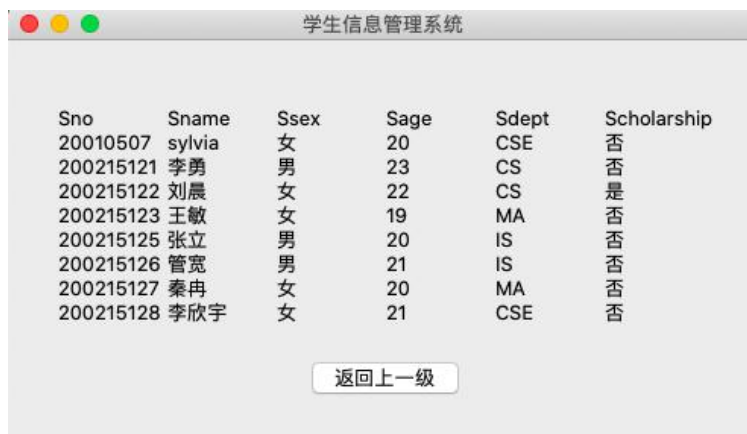 学生信息管理系统
Sno Sname Ssex Sage Sdept Scholarship
20010507 sylvia 女 20 CSE 否
200215121 李勇 男 23 CS 否
200215122 刘晨 女 22 CS 是
200215123 王敏 女 19 MA 否
200215125 张立 男 20 IS 否
200215126 管宽 男 21 IS 否
200215127 秦冉 女 20 MA 否
200215128 李欣宇 女 21 CSE 否
返回上一级